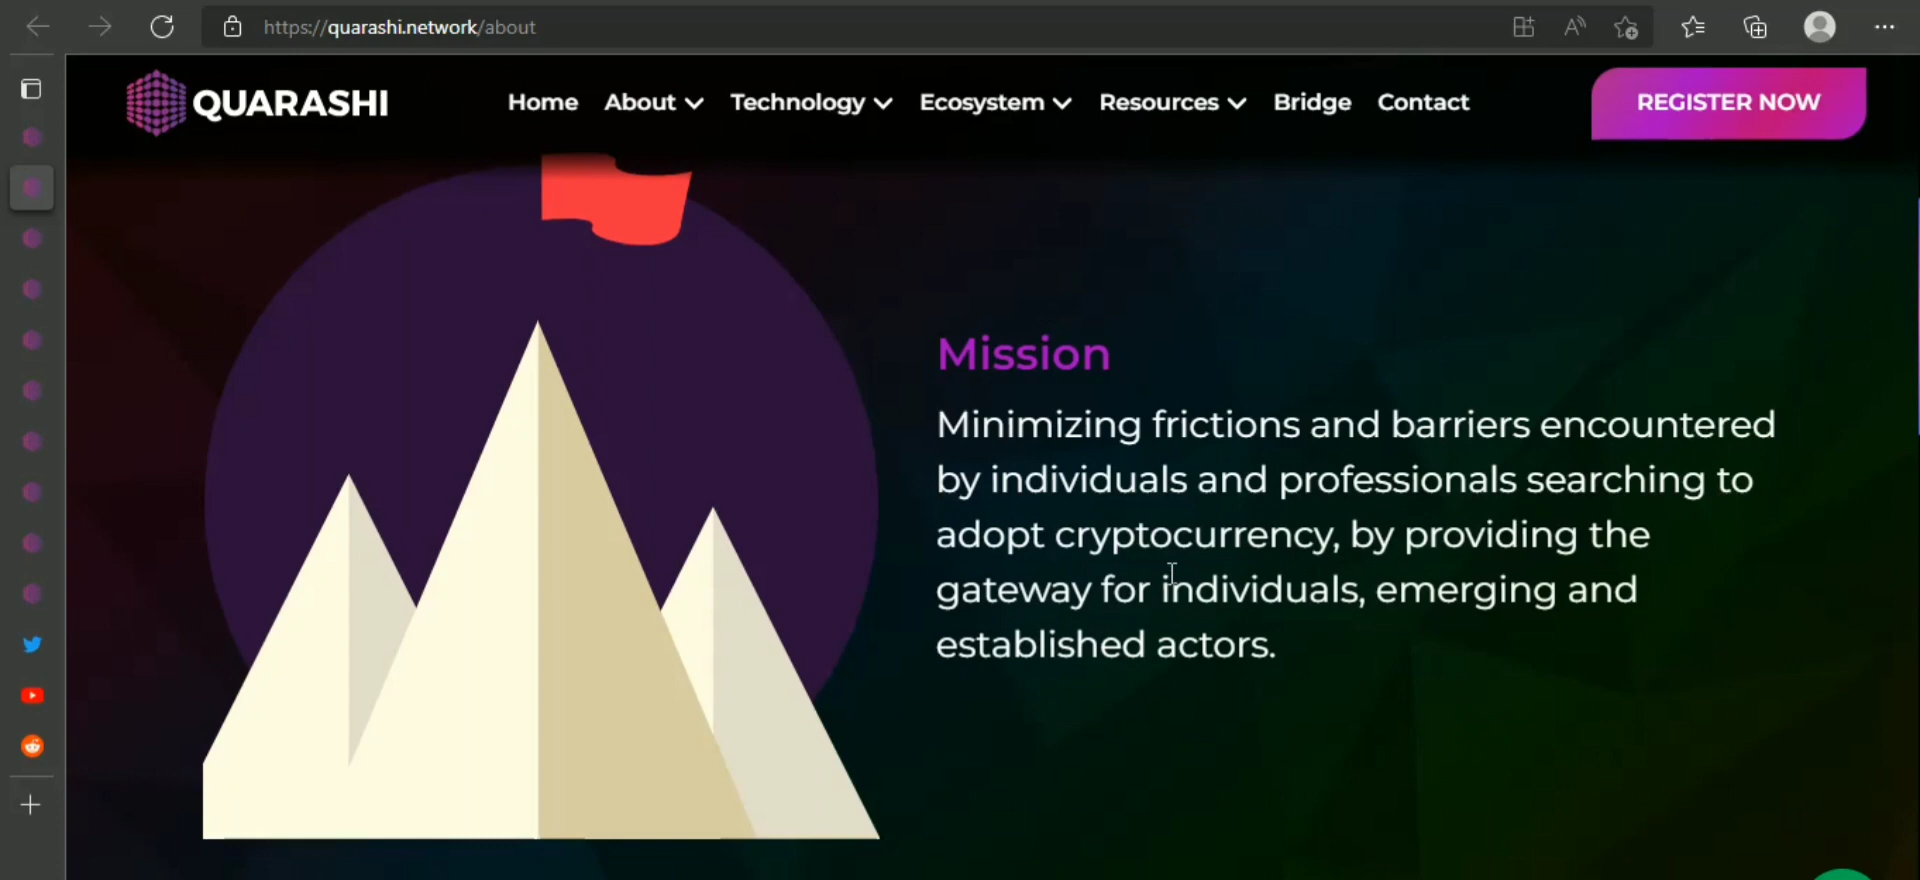 https://quarashi.network/about
QUARASHI
Home About Technology Ecosystem Resources Bridge Contact
REGISTER NOW
Mission
Minimizing frictions and barriers encountered
by individuals and professionals searching to
adopt cryptocurrency, by providing the
gateway for individuals, emerging and
established actors.